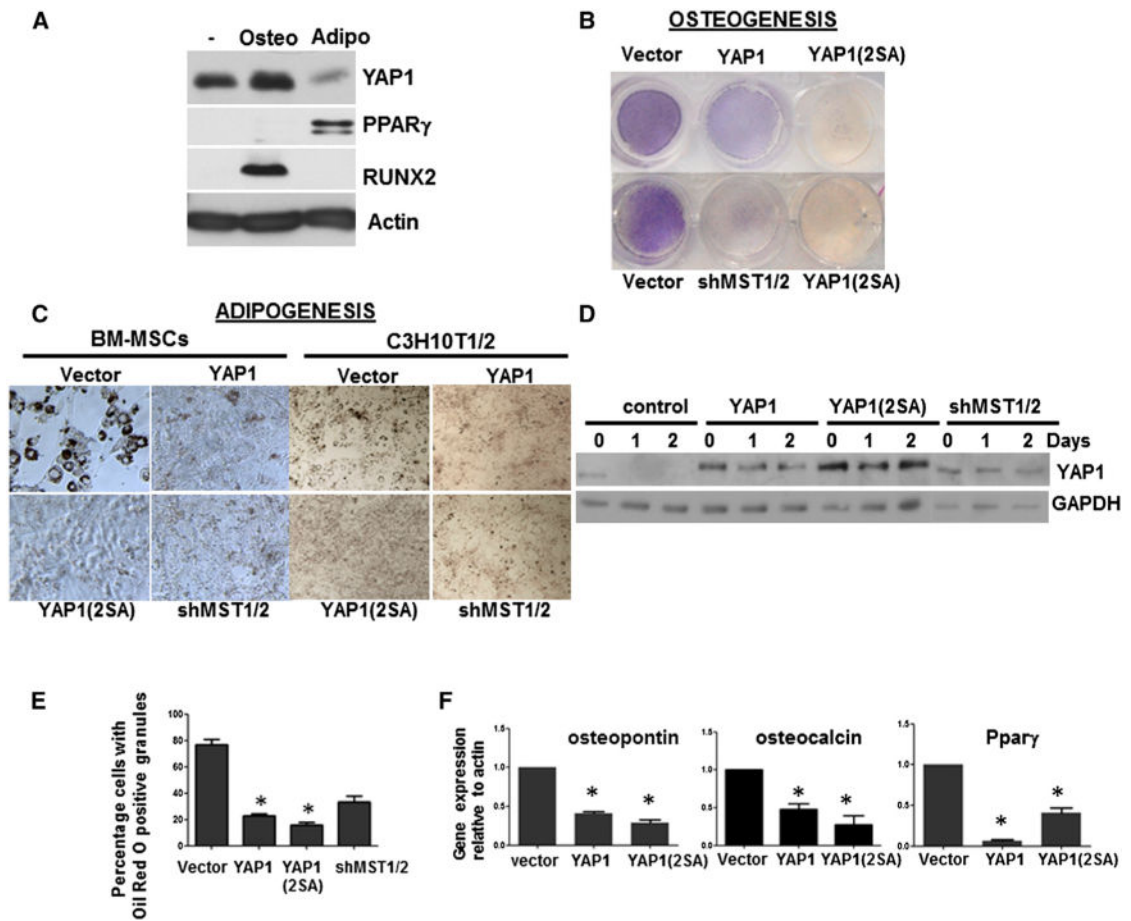 A
- Osteo Adipo
YAP1
PPARγ
RUNX2
Actin
B
OSTEOGENESIS
Vector YAP1 YAP1(2SA)
Vector shMST1/2 YAP1(2SA)
C
ADIPOGENESIS
BM-MSCs C3H10T1/2
Vector YAP1 Vector YAP1
YAP1(2SA) shMST1/2 YAP1(2SA) shMST1/2
D
control YAP1 YAP1(2SA) shMST1/2
0 1 2 0 1 2 0 1 2 0 1 2 Days
YAP1
GAPDH
E
Percentage cells with
Oil Red O positive granules
100
80
60
40
20
0
* *
Vector YAP1 YAP1 shMST1/2
(2SA)
F
Gene expression
relative to actin
osteopontin
1.5
1.0
0.5
0.0
* *
vector YAP1 YAP1(2SA)
osteocalcin
1.5
1.0
0.5
0.0
* *
Vector YAP1 YAP1(2SA)
Pparγ
1.5
1.0
0.5
0.0
* *
Vector YAP1 YAP1(2SA)